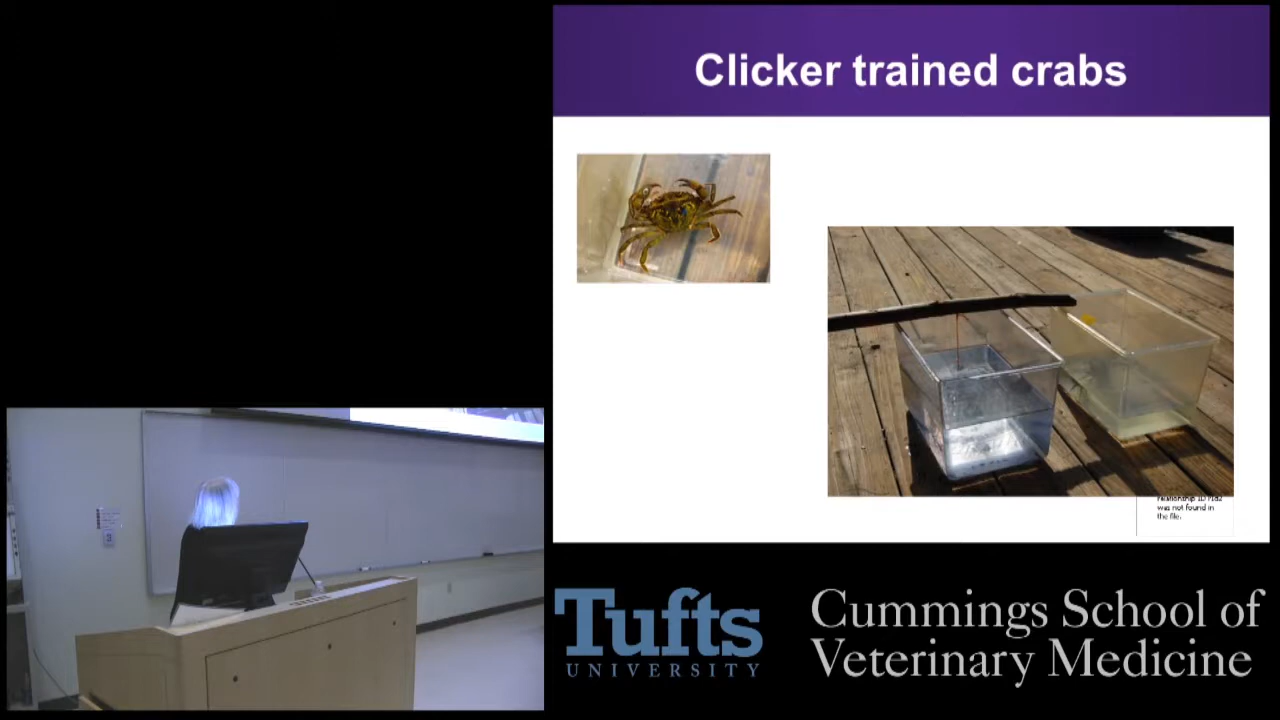 Clicker trained crabs
relationship ID rId2
was not found in
the file.
Tufts
UNIVERSITY
Cummings School of
Veterinary Medicine